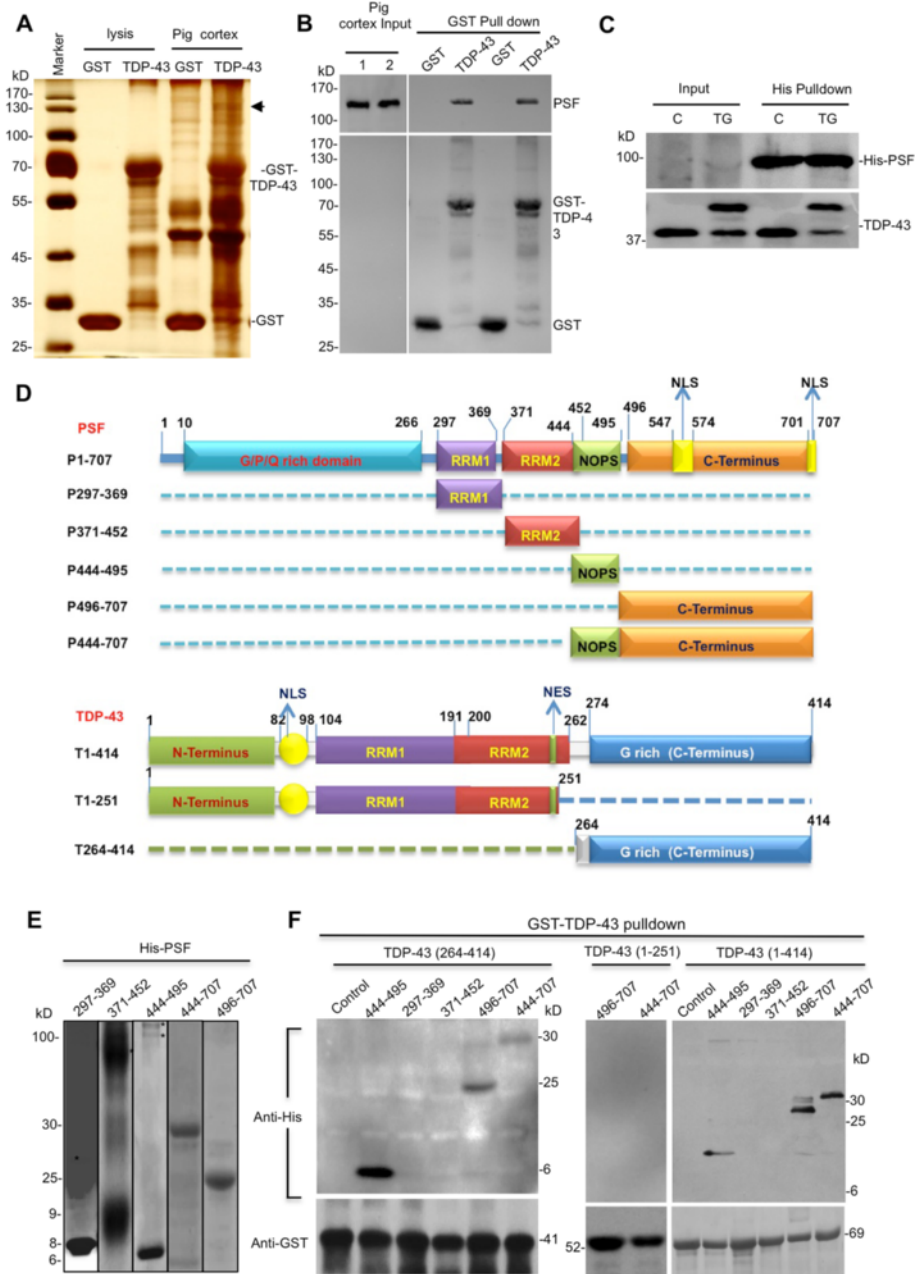 A
lysis
Pig cortex
Marker
GST TDP-43 GST TDP-43
kD
170-
130-
100-
70-
55-
45-
35-
25-
-GST-
TDP-43
-GST
B
Pig
cortex Input
GST Pull down
1 2
GST TDP-43 GST TDP-43
kD
170-
130-
100-
PSF
170-
130-
100-
70-
55-
45-
35-
25-
GST-
TDP-4
3
GST
C
Input His Pulldown
C TG C TG
kD
100-
-His-PSF
37-
-TDP-43
D
NLS NLS
PSF
1 10 266 297 369 371 444 452 495 496 547 574 701 707
P1-707 G/P/Q rich domain RRM1 RRM2 NOPS C-Terminus
P297-369 RRM1
P371-452 RRM2
P444-495 NOPS
P496-707 C-Terminus
P444-707 NOPS C-Terminus
NLS NES
TDP-43
1 82 98 104 191 200 262 274 414
T1-414 N-Terminus RRM1 RRM2 G rich (C-Terminus)
1 251
T1-251 N-Terminus RRM1 RRM2
264 414
T264-414 G rich (C-Terminus)
E
His-PSF
297-369 371-452 444-495 444-707 496-707
kD
100-
30-
25-
9-
8-
6-
F
GST-TDP-43 pulldown
TDP-43 (264-414) TDP-43 (1-251) TDP-43 (1-414)
Control 444-495 297-369 371-452 496-707 444-707
kD
496-707 444-707
Control 444-495 297-369 371-452 496-707 444-707
kD
Anti-His
-30
-25
-6
-30
-25
-6
Anti-GST
-41
52-
-69